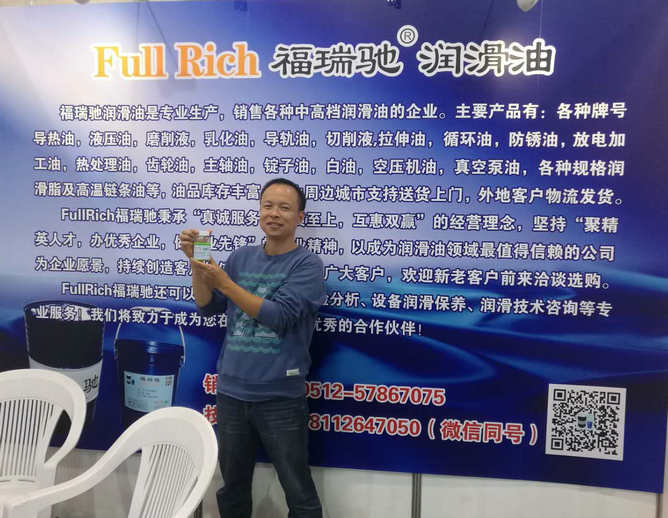 Full Rich 福瑞驰® 润滑油
福瑞驰润滑油是专业生产，销售各种中高档润滑油的企业。主要产品有：各种牌号
导热油，液压油，磨削液，乳化油，导轨油，切削液,拉伸油，循环油，防锈油，放电加
工油，热处理油，齿轮油，主轴油，锭子油，白油，空压机油，真空泵油，各种规格润
滑脂及高温链条油等，油品库存丰富 周边城市支持送货上门，外地客户物流发货。
FullRich福瑞驰秉承“真诚服务 至上，互惠双赢”的经营理念，坚持“聚精
英人才，办优秀企业， 业先锋” 业精神，以成为润滑油领域最值得信赖的公司
为企业愿景，持续创造客 广大客户，欢迎新老客户前来洽谈选购。
FullRich福瑞驰还可以 分析、设备润滑保养、润滑技术咨询等专
业服务！我们将致力于成为您在 优秀的合作伙伴！
福瑞驰
驰
销 0512-57867075
技 8112647050（微信同号）